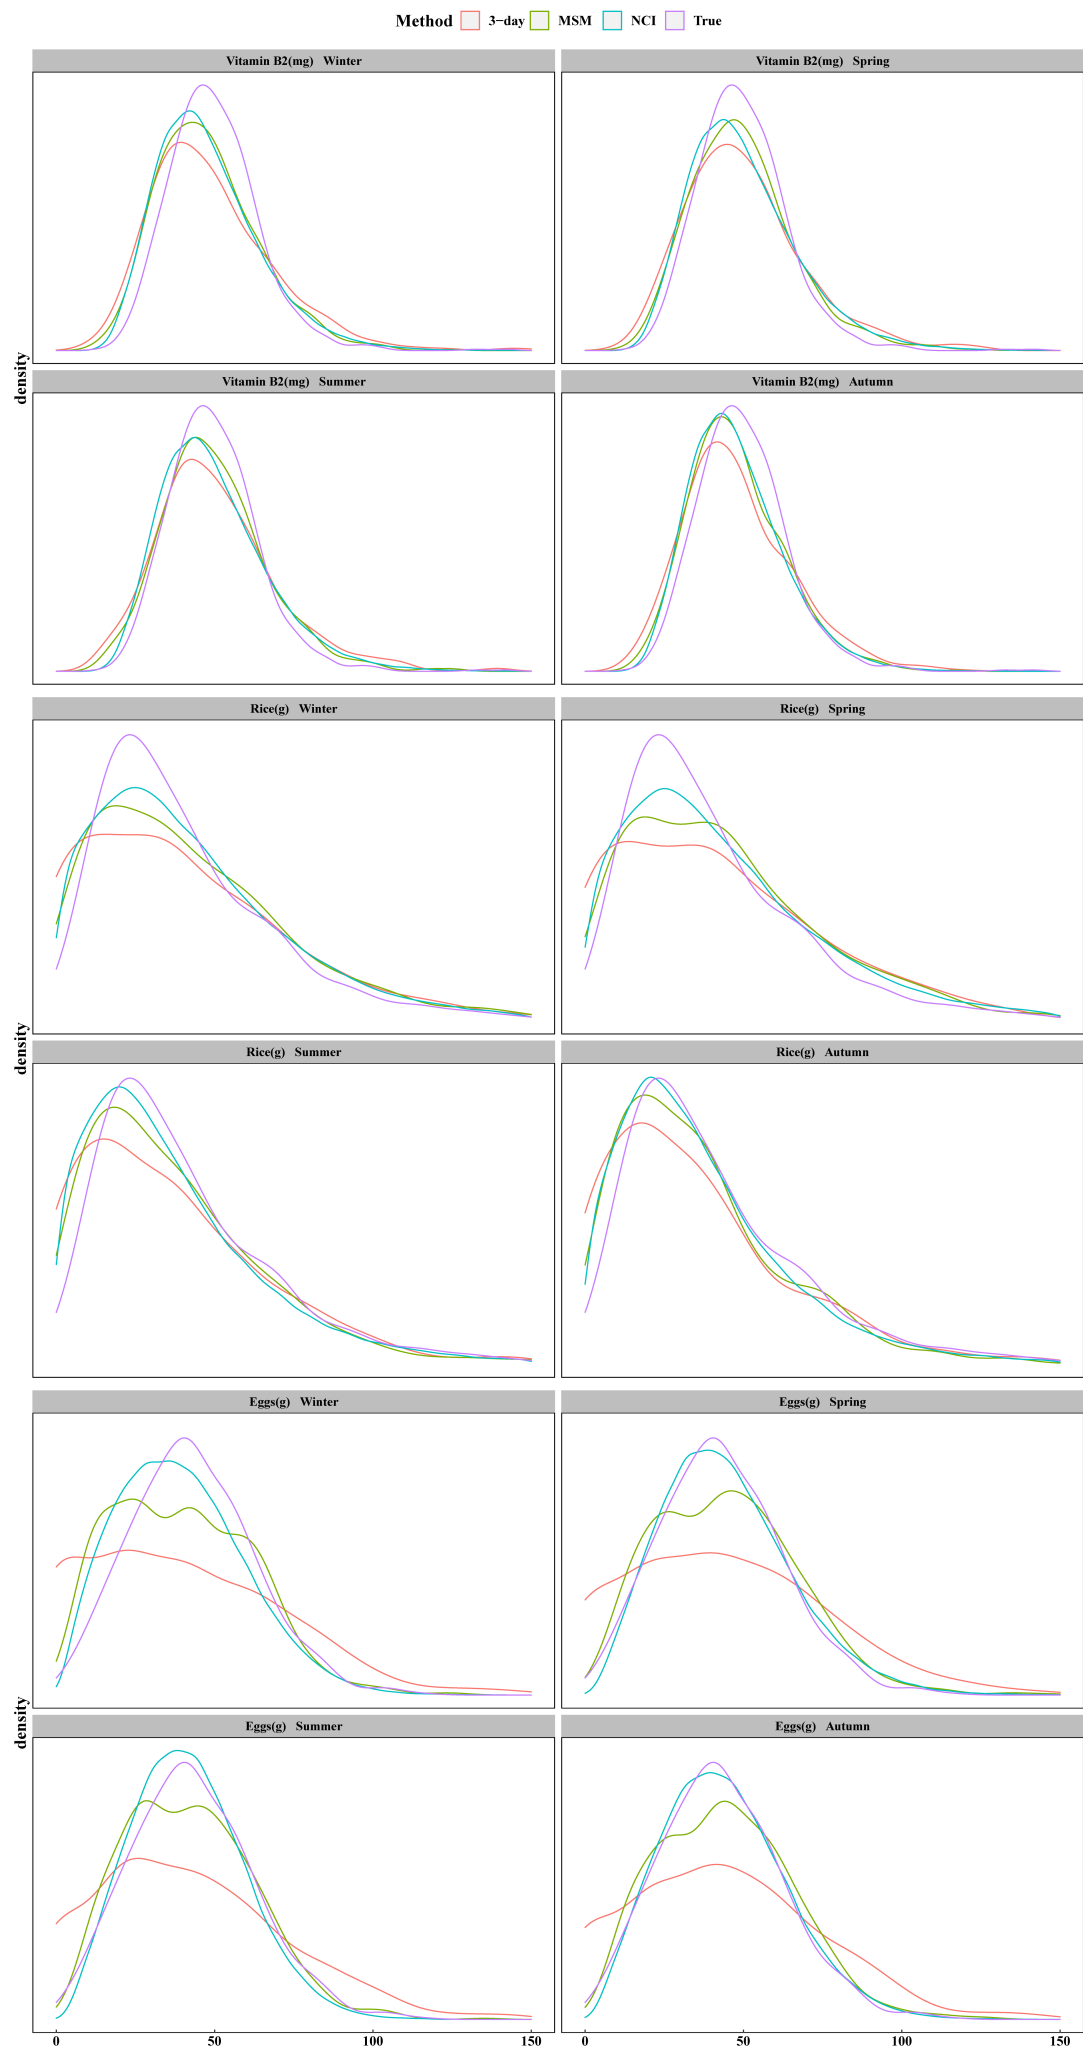 Method 3−day MSM NCI True
Vitamin B2(mg) Winter
Vitamin B2(mg) Spring
density
Vitamin B2(mg) Summer
Vitamin B2(mg) Autumn
Rice(g) Winter
Rice(g) Spring
density
Rice(g) Summer
Rice(g) Autumn
Eggs(g) Winter
Eggs(g) Spring
density
Eggs(g) Summer
Eggs(g) Autumn
0 50 100 150
0 50 100 150